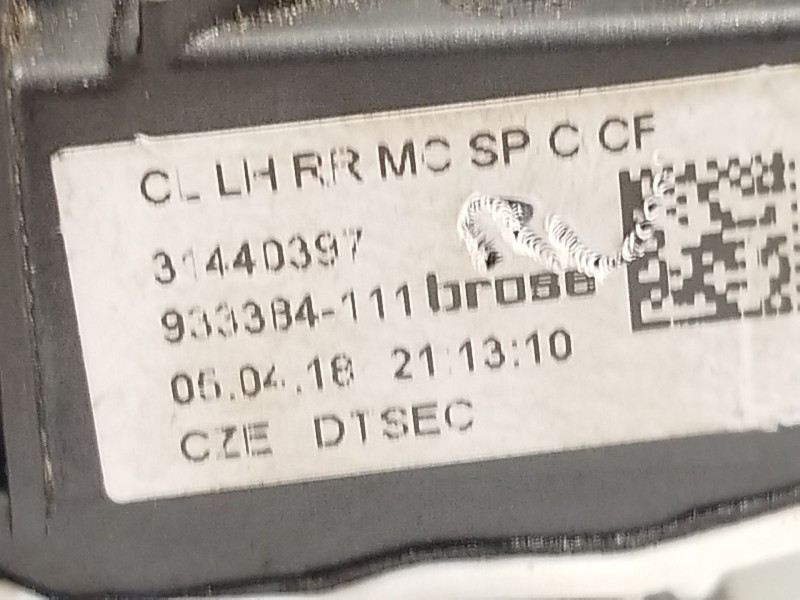 CL LH RR MC SP C CF
31440397
933384-111 brose
06.04.18 21:13:10
CZE DTSEC